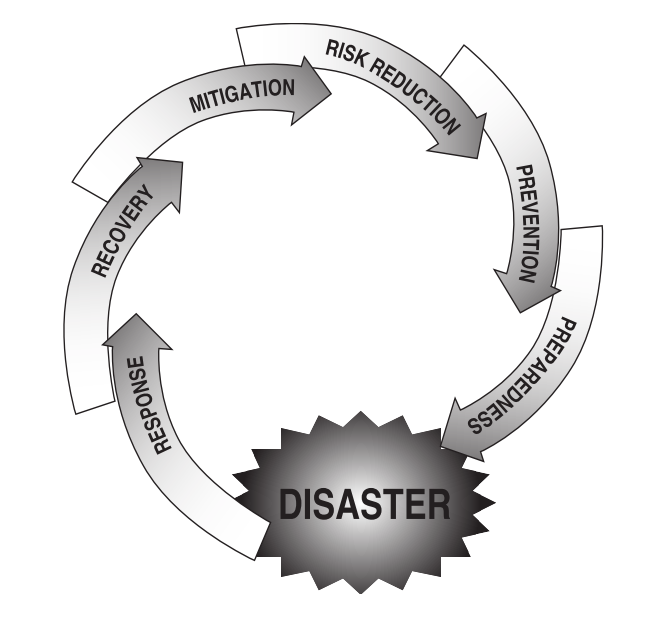 RISK REDUCTION
MITIGATION
PREVENTION
RECOVERY
PREPAREDNESS
RESPONSE
DISASTER